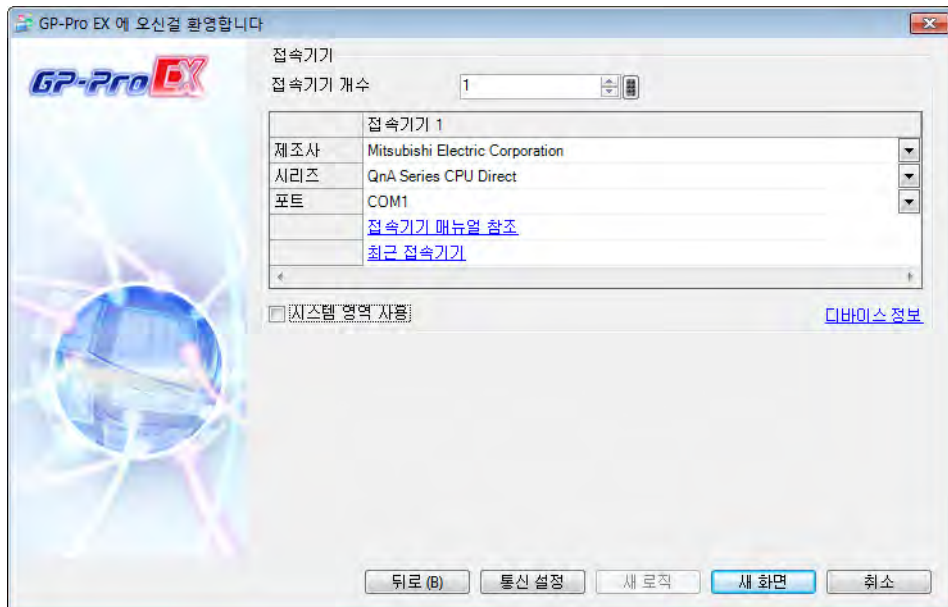 GP-Pro EX 에 오신걸 환영합니다
GP-Pro EX
접속기기
접속기기 개수 1
접속기기 1
제조사 Mitsubishi Electric Corporation
시리즈 QnA Series CPU Direct
포트 COM1
접속기기 매뉴얼 참조
최근 접속기기
시스템 영역 사용 디바이스 정보
뒤로 (B) 통신 설정 새 로직 새 화면 취소